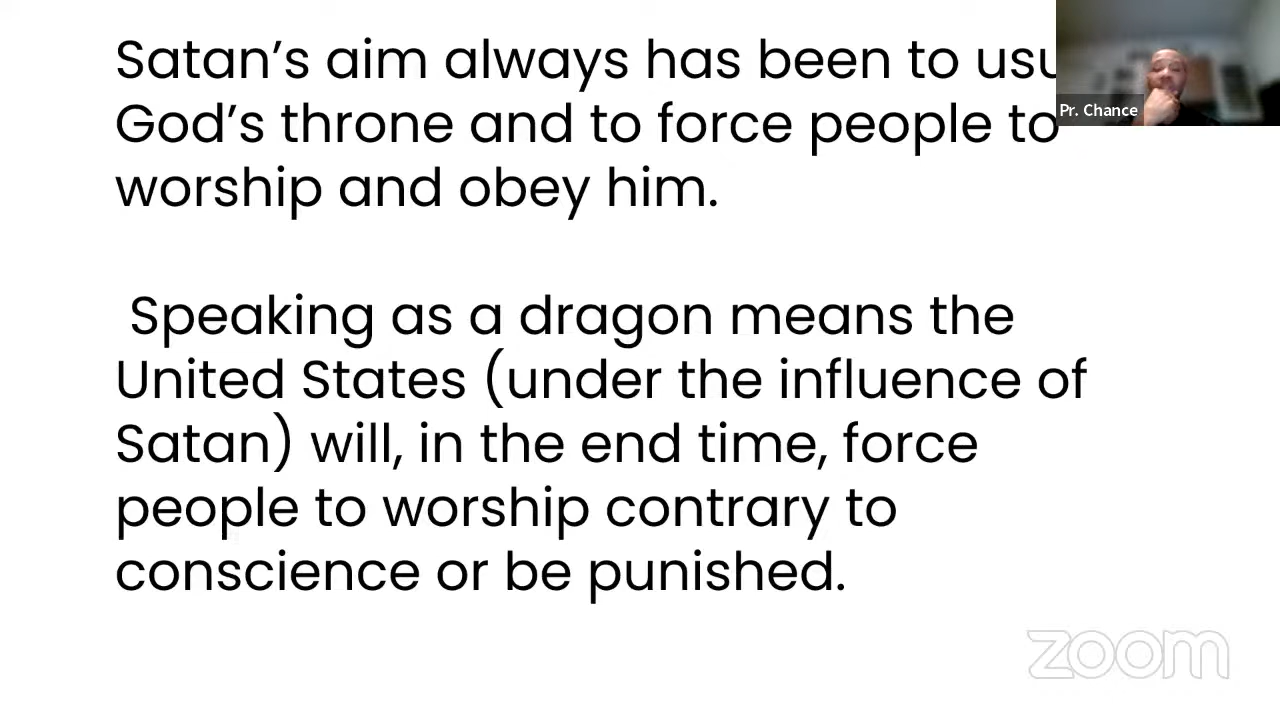 Satan’s aim always has been to usu
God’s throne and to force people to
worship and obey him.
Speaking as a dragon means the
United States (under the influence of
Satan) will, in the end time, force
people to worship contrary to
conscience or be punished.
Pr. Chance
zoom